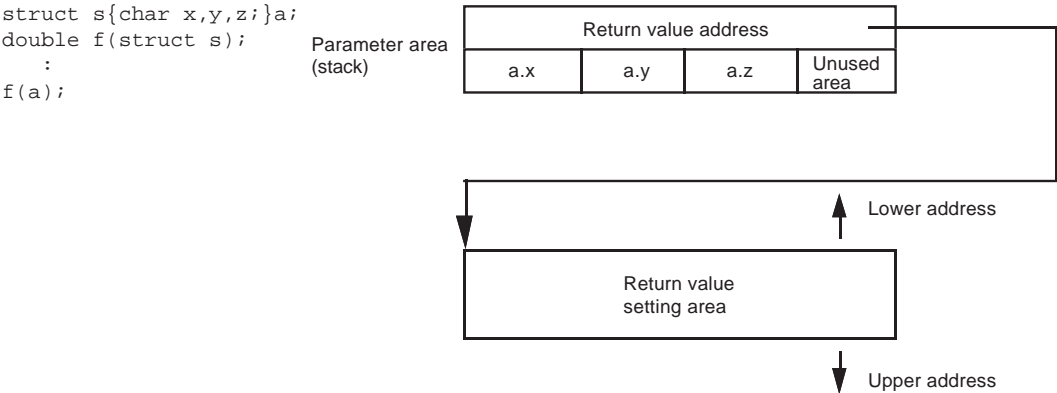 struct s{char x,y,z;}a;
double f(struct s);
:
f(a);
Parameter area
(stack)
Return value address
a.x a.y a.z Unused
area
Lower address
Return value
setting area
Upper address